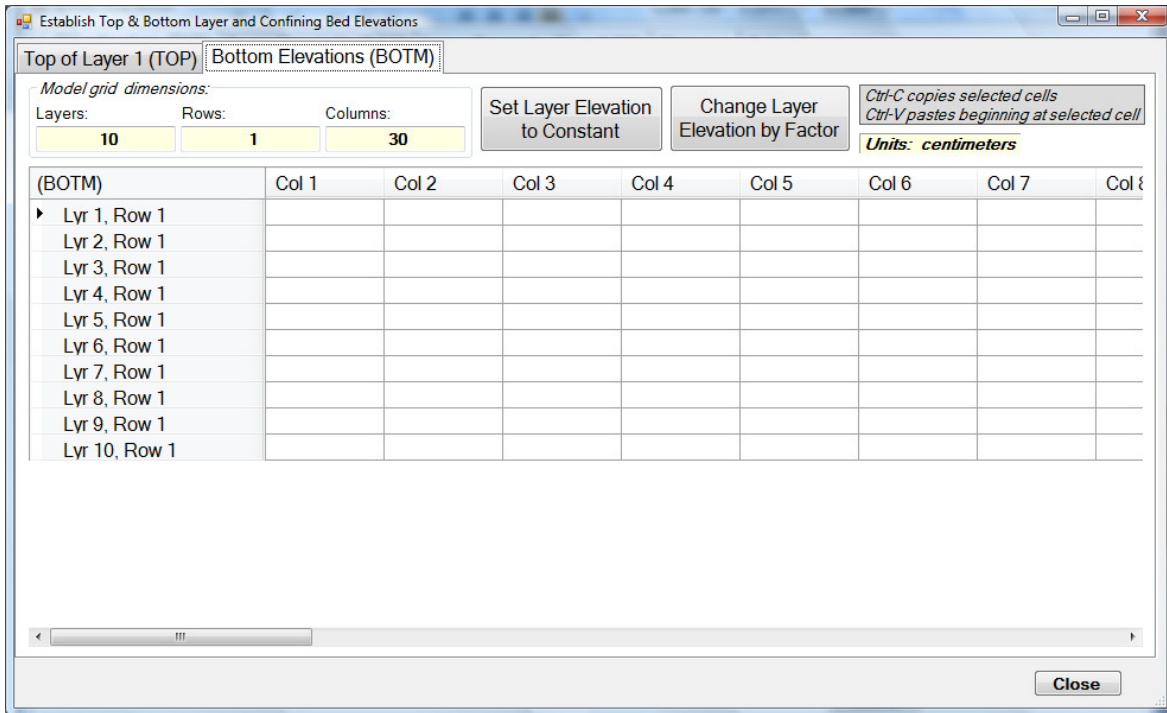 Establish Top & Bottom Layer and Confining Bed Elevations
Top of Layer 1 (TOP) Bottom Elevations (BOTM)
Model grid dimensions:
Layers: Rows: Columns:
10 1 30
Set Layer Elevation
to Constant
Change Layer
Elevation by Factor
Ctrl-C copies selected cells
Ctrl-V pastes beginning at selected cell
Units: centimeters
(BOTM) Col 1 Col 2 Col 3 Col 4 Col 5 Col 6 Col 7 Col 8
Lyr 1, Row 1
Lyr 2, Row 1
Lyr 3, Row 1
Lyr 4, Row 1
Lyr 5, Row 1
Lyr 6, Row 1
Lyr 7, Row 1
Lyr 8, Row 1
Lyr 9, Row 1
Lyr 10, Row 1
Close